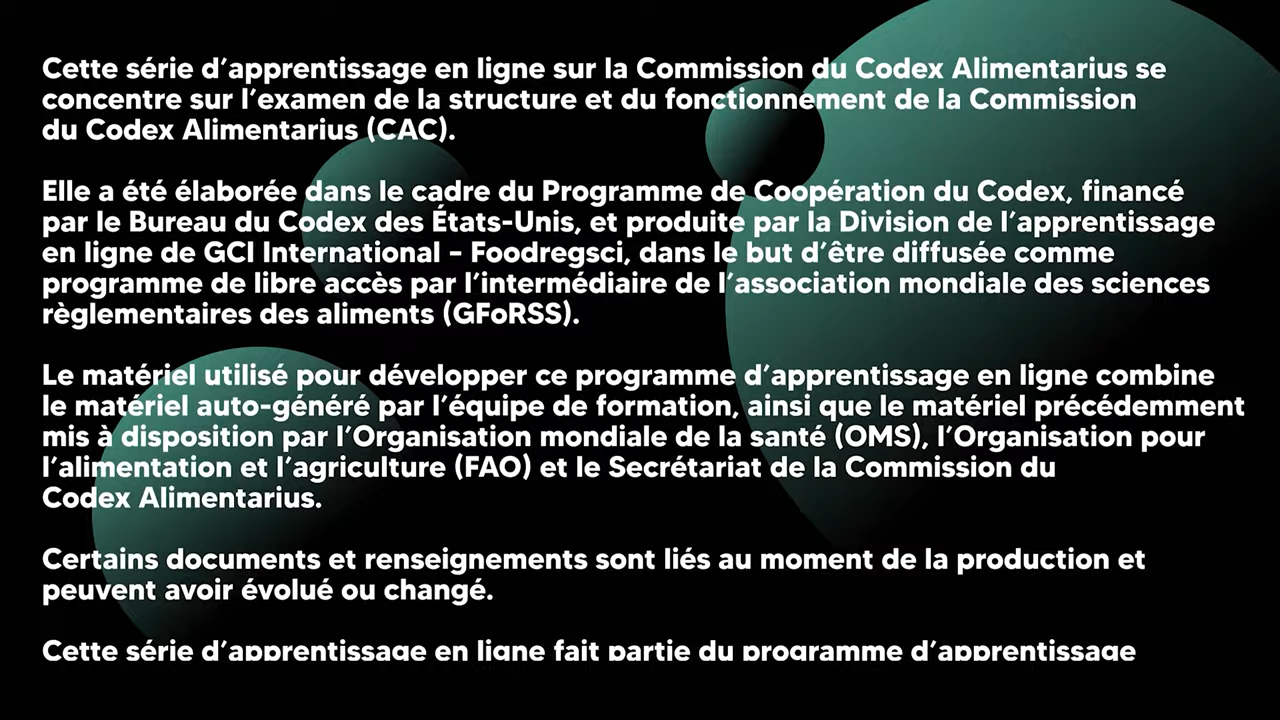 Cette série d'apprentissage en ligne sur la Commission du Codex Alimentarius se
concentre sur l'examen de la structure et du fonctionnement de la Commission
du Codex Alimentarius (CAC).
Elle a été élaborée dans le cadre du Programme de Coopération du Codex, financé
par le Bureau du Codex des États-Unis, et produite par la Division de l'apprentissage
en ligne de GCI International - Foodregsci, dans le but d'être diffusée comme
programme de libre accès par l'intermédiaire de l'association mondiale des sciences
règlementaires des aliments (GFoRSS).
Le matériel utilisé pour développer ce programme d'apprentissage en ligne combine
le matériel auto-généré par l'équipe de formation, ainsi que le matériel précédemment
mis à disposition par l'Organisation mondiale de la santé (OMS), l'Organisation pour
l'alimentation et l'agriculture (FAO) et le Secrétariat de la Commission du
Codex Alimentarius.
Certains documents et renseignements sont liés au moment de la production et
peuvent avoir évolué ou changé.
Cette série d'apprentissage en ligne fait partie du programme d'apprentissage